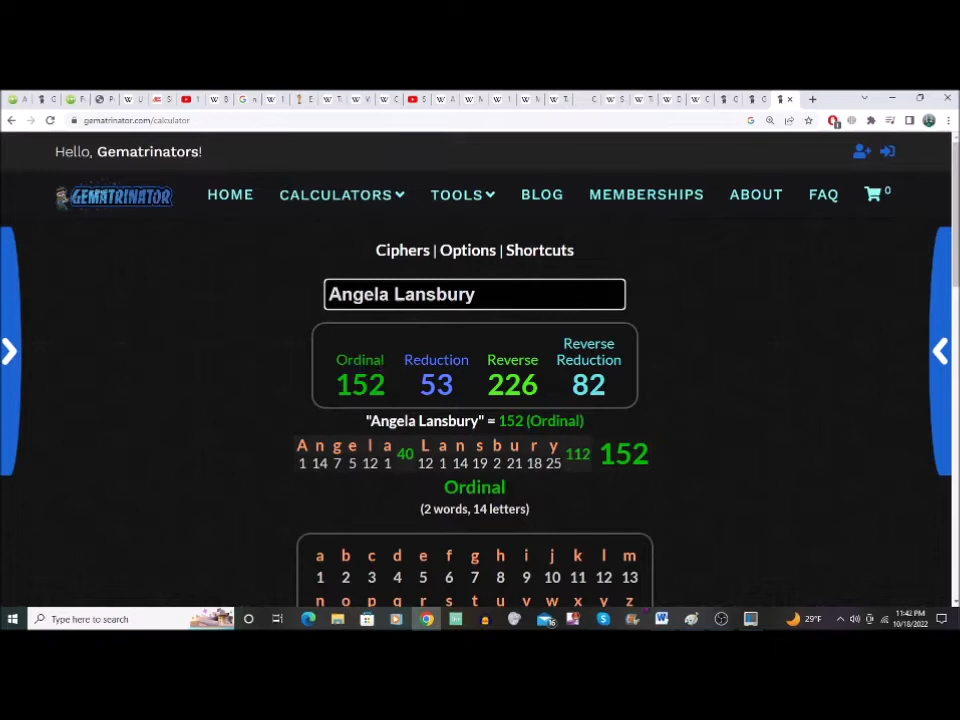 gematrinator.com/calculator
Hello, Gematrinators!
GEMATRINATOR
HOME
CALCULATORS
TOOLS
BLOG
MEMBERSHIPS
ABOUT
FAQ
0
Ciphers | Options | Shortcuts
Angela Lansbury
Ordinal Reduction Reverse Reverse Reduction
152 53 226 82
"Angela Lansbury" = 152 (Ordinal)
A n g e l a 40 L a n s b u r y 112 152
1 14 7 5 12 1 12 1 14 19 2 21 18 25
Ordinal
(2 words, 14 letters)
a b c d e f g h i j k l m
1 2 3 4 5 6 7 8 9 10 11 12 13
n o p q r s t u v w x y z
Type here to search
16
29°F
11:42 PM
10/18/2022